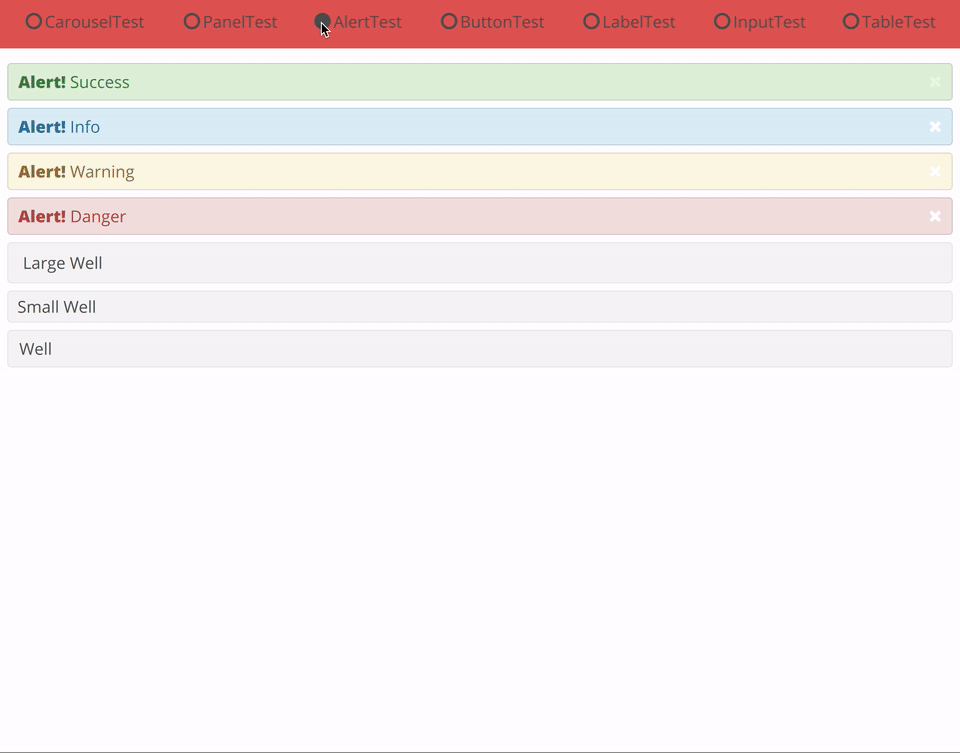 CarouselTest PanelTest AlertTest ButtonTest LabelTest InputTest TableTest
Alert! Success
Alert! Info
Alert! Warning
Alert! Danger
Large Well
Small Well
Well